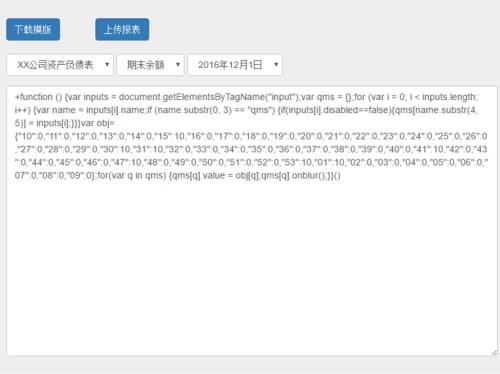 下载模版 上传报表
XX公司资产负债表 期末余额 2016年12月1日
+function () {var inputs = document.getElementsByTagName("input");var qms = {};for (var i = 0; i < inputs.length;
i++) {var name = inputs[i].name;if (name.substr(0, 3) == "qms") {if(inputs[i].disabled==false){qms[name.substr(4,
5)] = inputs[i];}}}var obj=
{"10":0,"11":0,"12":0,"13":0,"14":0,"15":10,"16":0,"17":0,"18":0,"19":0,"20":0,"21":0,"22":0,"23":0,"24":0,"25":0,"26":0
,"27":0,"28":0,"29":0,"30":10,"31":10,"32":0,"33":0,"34":0,"35":0,"36":0,"37":0,"38":0,"39":0,"40":0,"41":10,"42":0,"43
":0,"44":0,"45":0,"46":0,"47":10,"48":0,"49":0,"50":0,"51":0,"52":0,"53":10,"01":10,"02":0,"03":0,"04":0,"05":0,"06":0,"
07":0,"08":0,"09":0};for(var q in qms) {qms[q].value = obj[q];qms[q].onblur();}}()